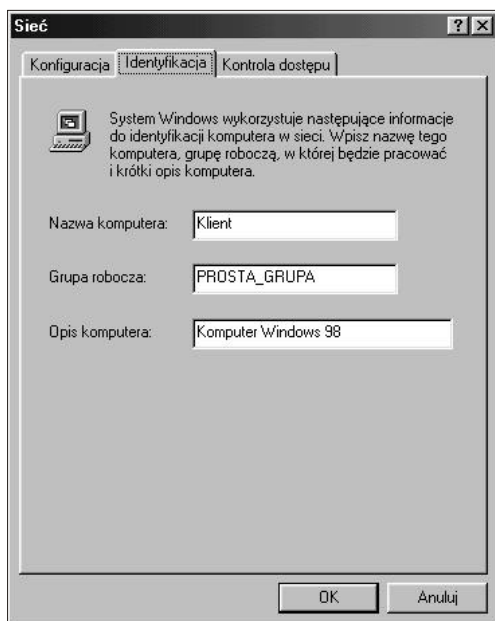 Sieć
Konfiguracja Identyfikacja Kontrola dostępu
System Windows wykorzystuje następujące informacje
do identyfikacji komputera w sieci. Wpisz nazwę tego
komputera, grupę roboczą, w której będzie pracować
i krótki opis komputera.
Nazwa komputera: Klient
Grupa robocza: PROSTA_GRUPA
Opis komputera: Komputer Windows 98
OK Anuluj